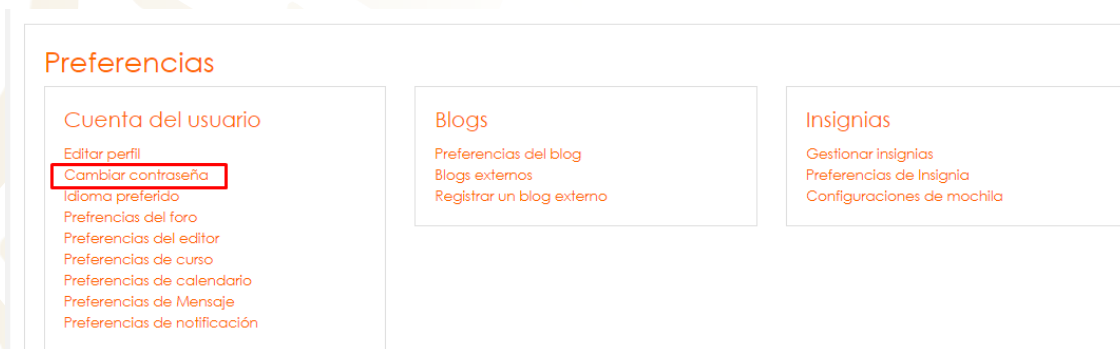 Preferencias
Cuenta del usuario
Editar perfil
Cambiar contraseña
Idioma preferido
Prefrencias del foro
Preferencias del editor
Preferencias de curso
Preferencias de calendario
Preferencias de Mensaje
Preferencias de notificación
Blogs
Preferencias del blog
Blogs externos
Registrar un blog externo
Insignias
Gestionar insignias
Preferencias de Insignia
Configuraciones de mochila